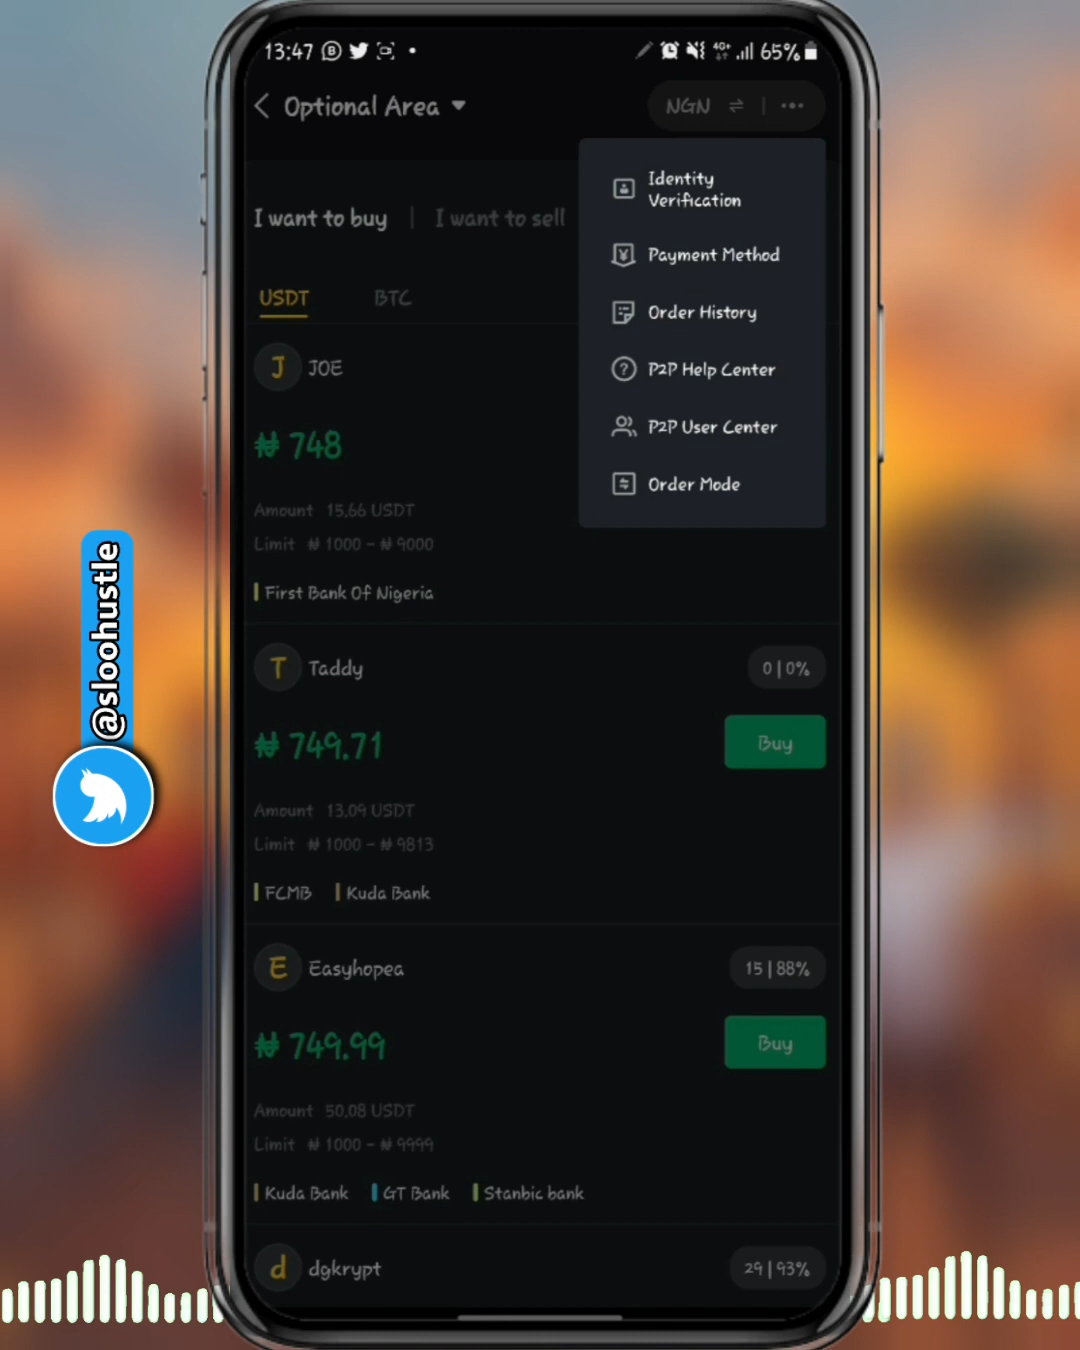 13:47
4G+
65%
Optional Area
NGN
Identity
Verification
Payment Method
Order History
P2P Help Center
P2P User Center
Order Mode
I want to buy | I want to sell
USDT BTC
J JOE
₦ 748
Amount 15.66 USDT
Limit ₦ 1000 – ₦ 9000
First Bank Of Nigeria
T Taddy 0 | 0%
₦ 749.71 Buy
Amount 13.09 USDT
Limit ₦ 1000 – ₦ 9813
FCMB Kuda Bank
E Easyhopea 15 | 88%
₦ 749.99 Buy
Amount 50.08 USDT
Limit ₦ 1000 – ₦ 9999
Kuda Bank GT Bank Stanbic bank
d dgkrypt 29 | 93%
@sloohustle